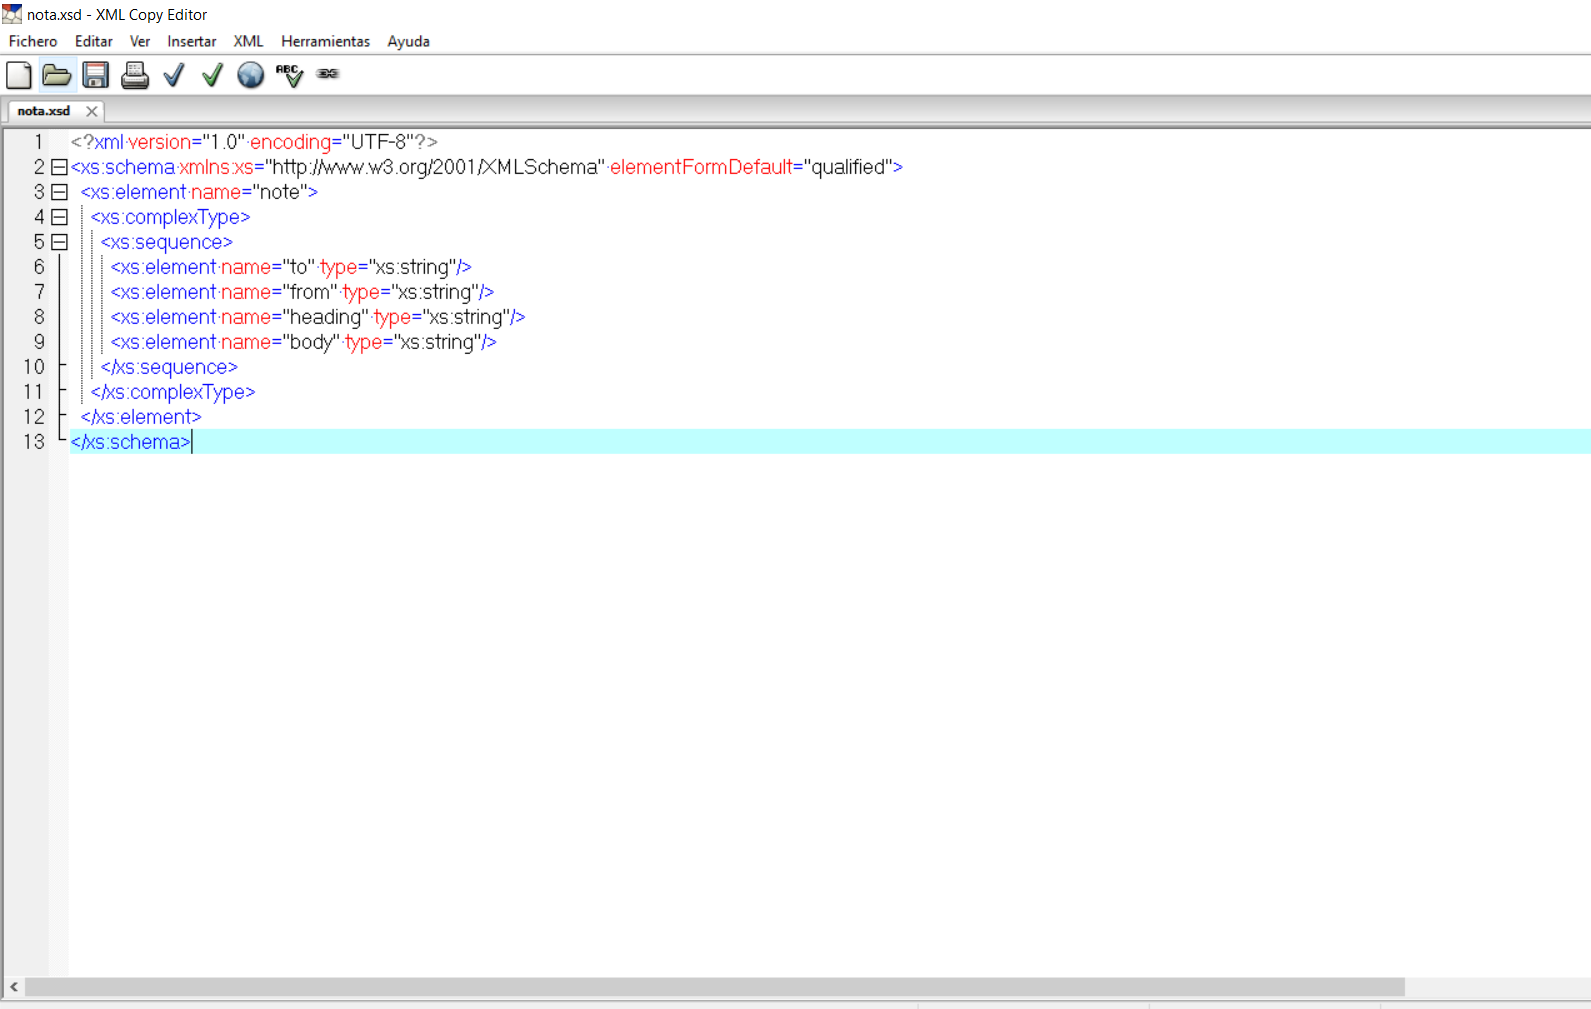 nota.xsd - XML Copy Editor
Fichero Editar Ver Insertar XML Herramientas Ayuda
ABC
nota.xsd
1 <?xml version="1.0" encoding="UTF-8"?>
2 <xs:schema xmlns:xs="http://www.w3.org/2001/XMLSchema" elementFormDefault="qualified">
3 <xs:element name="note">
4 <xs:complexType>
5 <xs:sequence>
6 <xs:element name="to" type="xs:string"/>
7 <xs:element name="from" type="xs:string"/>
8 <xs:element name="heading" type="xs:string"/>
9 <xs:element name="body" type="xs:string"/>
10 </xs:sequence>
11 </xs:complexType>
12 </xs:element>
13 </xs:schema>